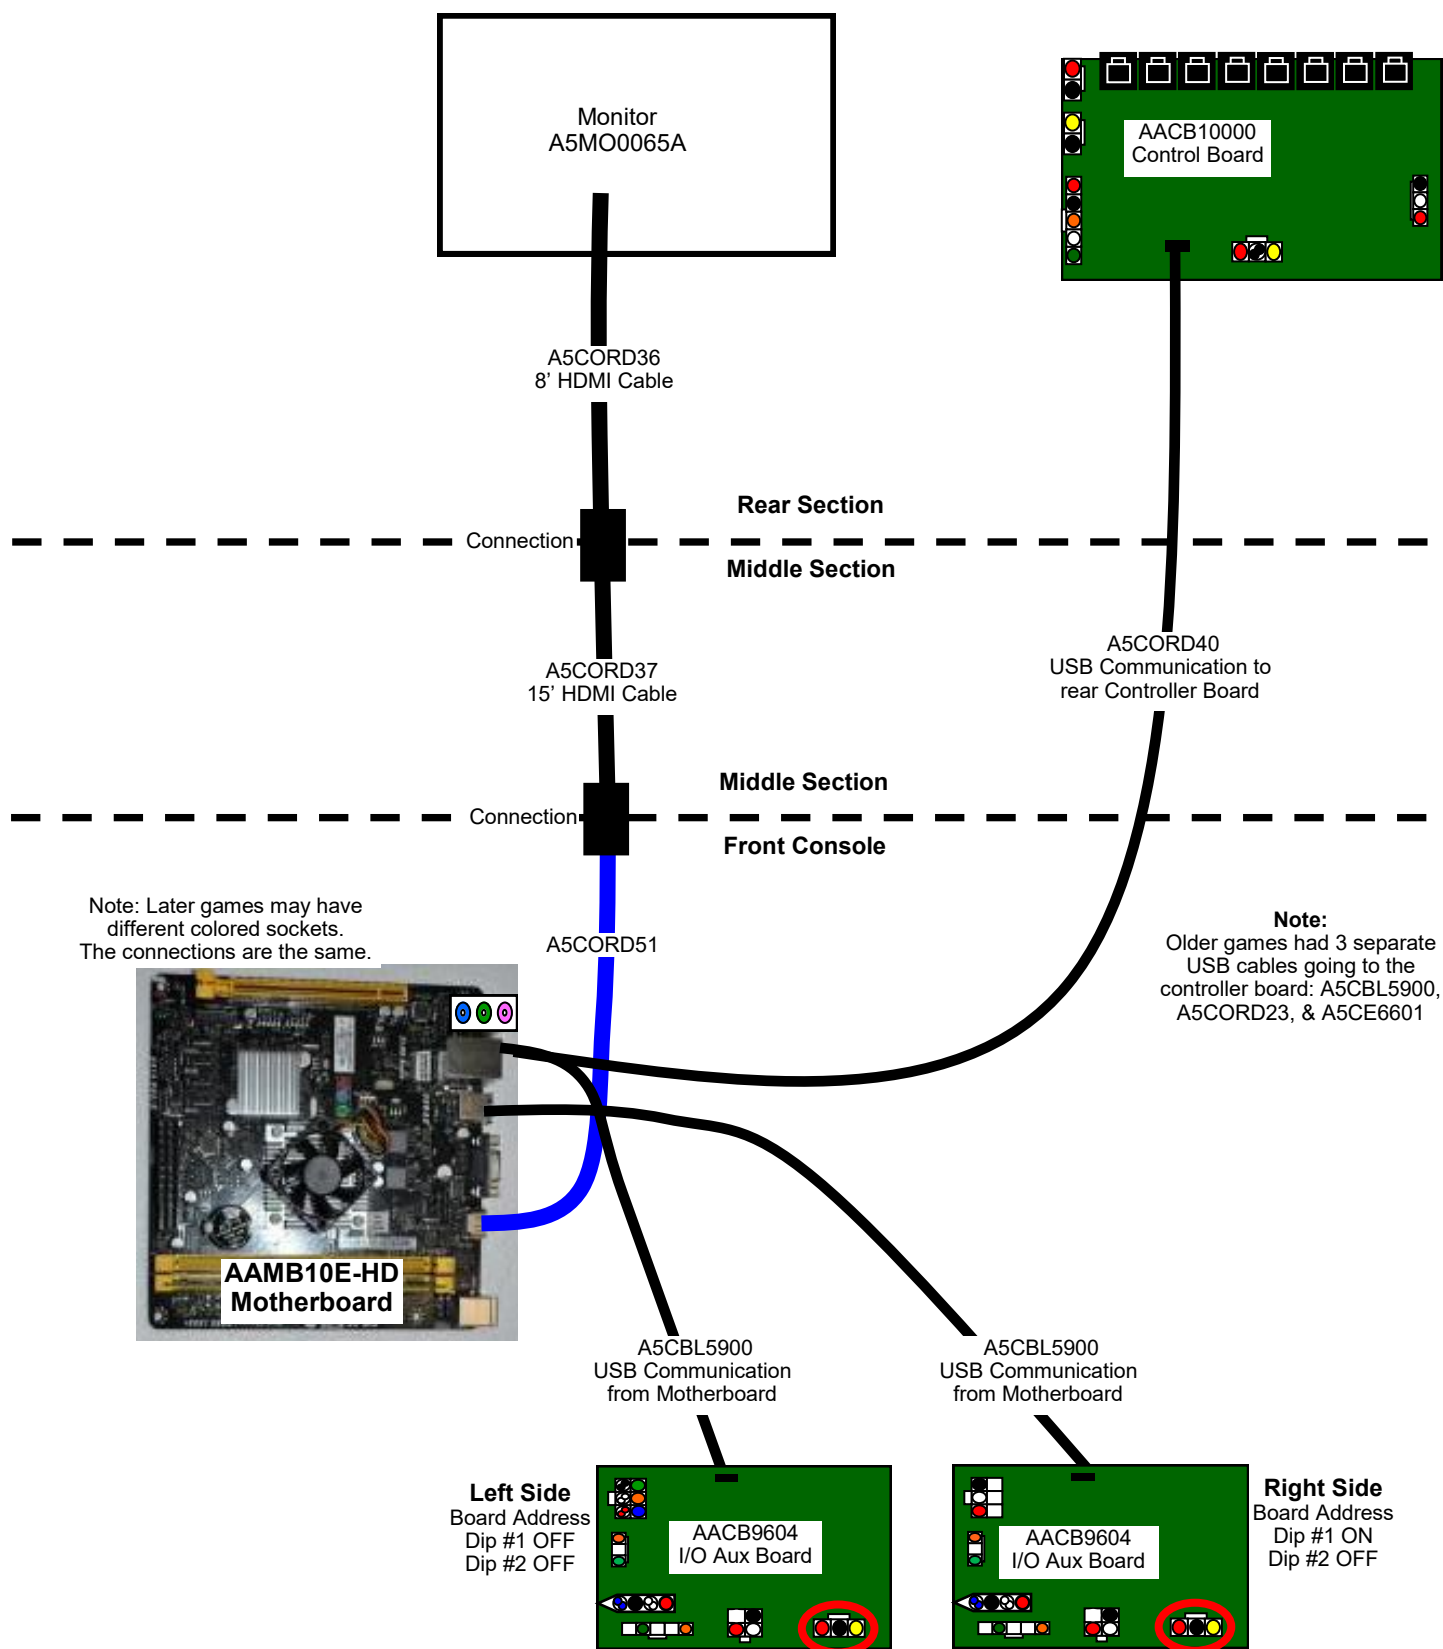 Monitor
A5MO0065A
AACB10000
Control Board
A5CORD36
8’ HDMI Cable
Rear Section
Connection
Middle Section
A5CORD37
15’ HDMI Cable
A5CORD40
USB Communication to
rear Controller Board
Middle Section
Connection
Front Console
Note: Later games may have
different colored sockets.
The connections are the same.
A5CORD51
Note:
Older games had 3 separate
USB cables going to the
controller board: A5CBL5900,
A5CORD23, & A5CE6601
AAMB10E-HD
Motherboard
A5CBL5900
USB Communication
from Motherboard
A5CBL5900
USB Communication
from Motherboard
Left Side
Board Address
Dip #1 OFF
Dip #2 OFF
AACB9604
I/O Aux Board
AACB9604
I/O Aux Board
Right Side
Board Address
Dip #1 ON
Dip #2 OFF